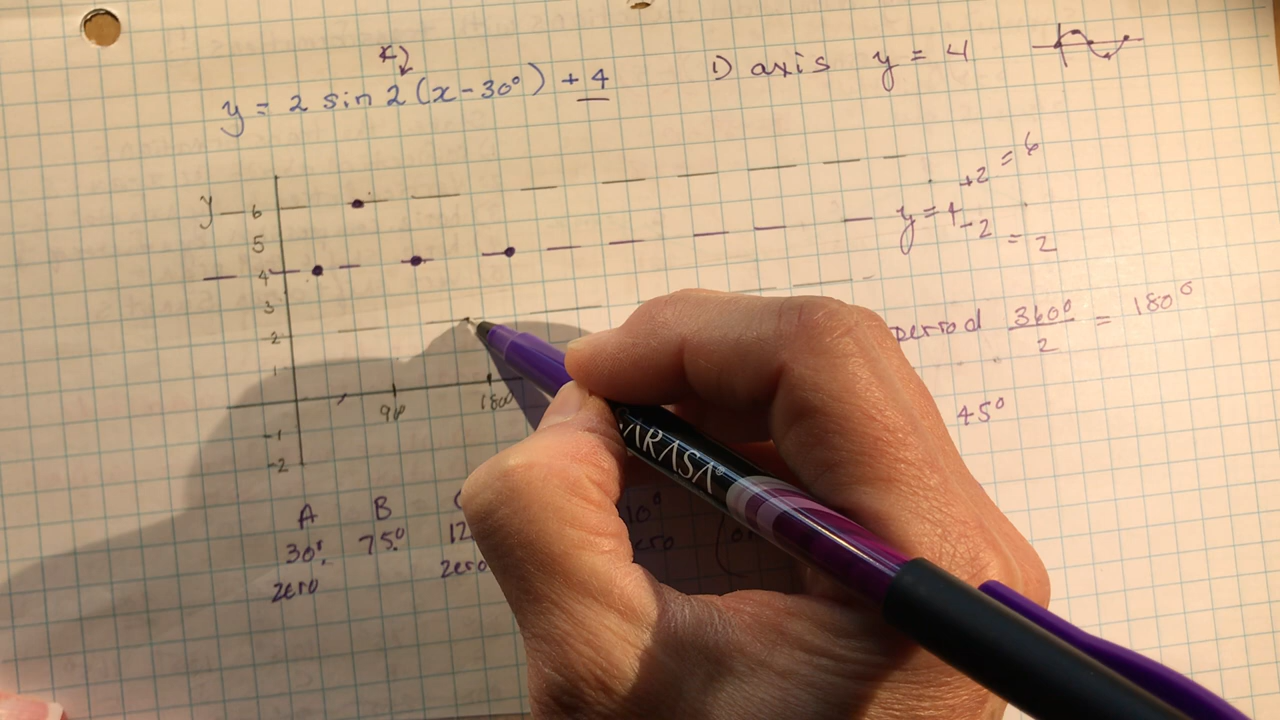 k
y = 2 sin 2 (x - 30°) + 4
1) axis y = 4
+2 = 6
y = 4
-2
= 2
y
6
5
4
3
2
1
-1
-2
90
180°
period 360° = 180°
2
45°
SARASA
A B C
30° 75°
zero zero